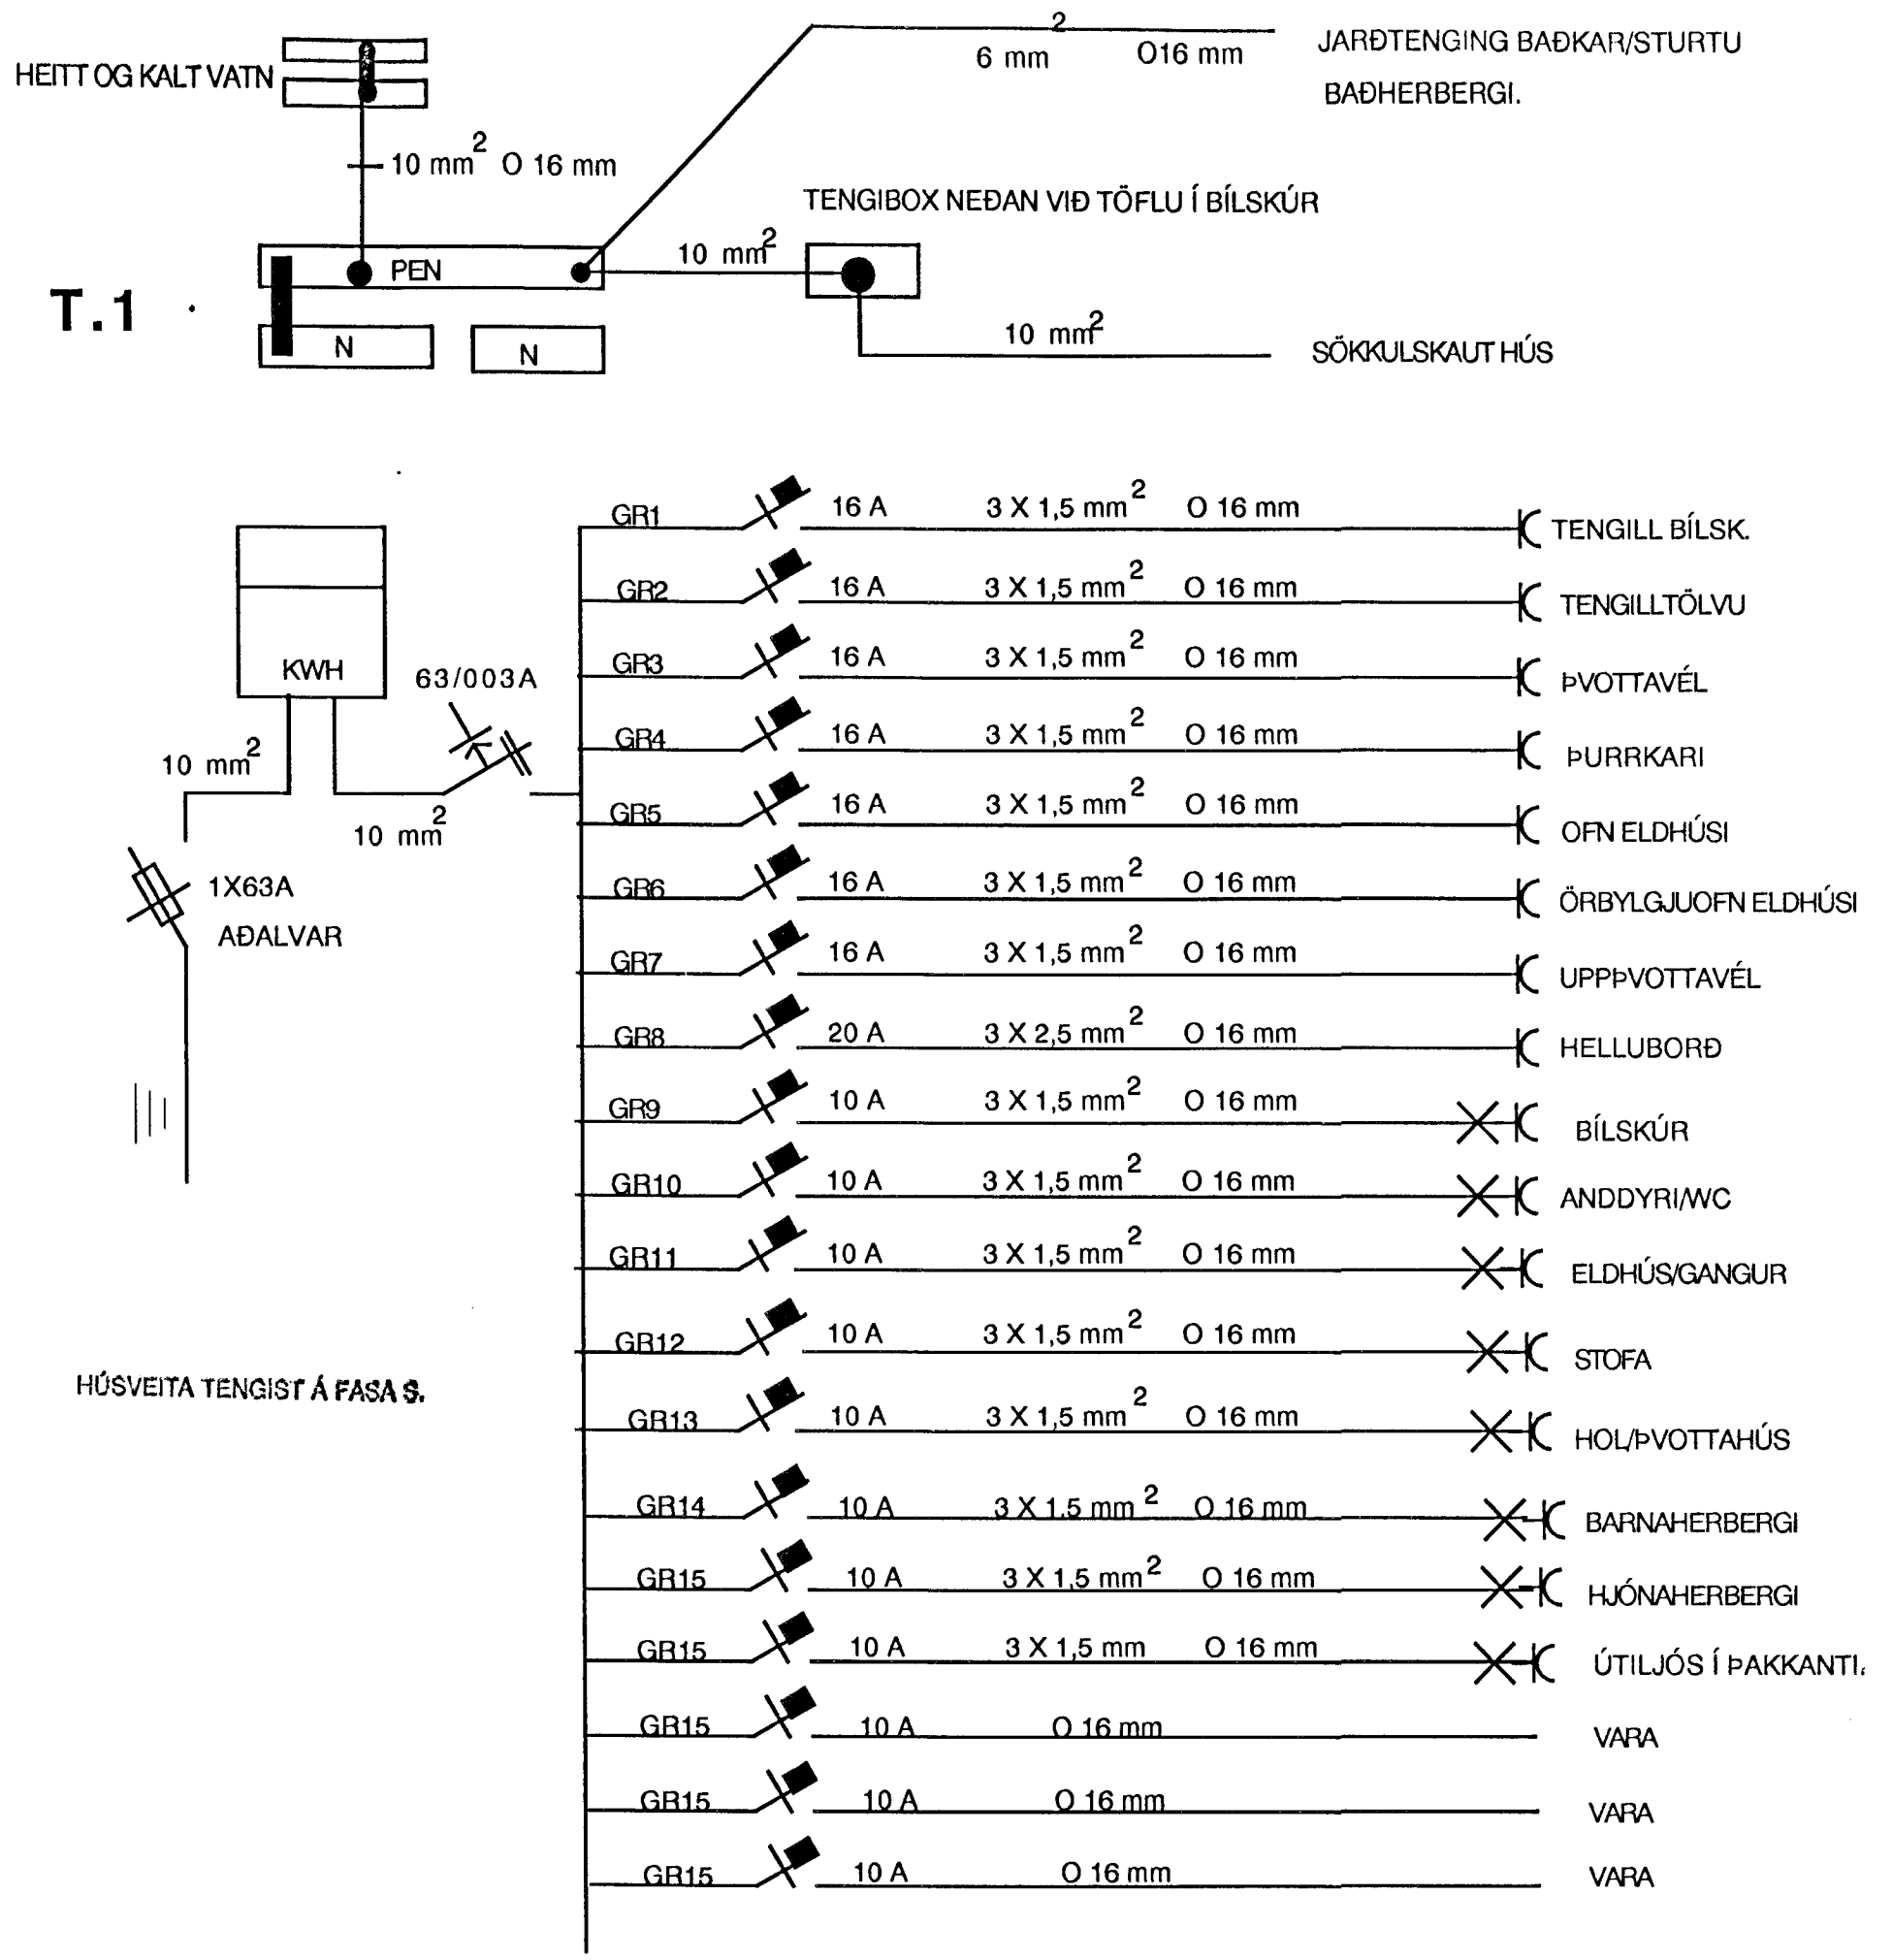 6 mm² O16 mm
JARÐTENGING BAÐKAR/STURTU
BAÐHERBERGI.
HEITT OG KALT VATN
10 mm² O 16 mm
TENGIBOX NEÐAN VIÐ TÖFLU Í BÍLSKÚR
10 mm²
PEN
T.1
N N
10 mm²
SÖKKULSKAUT HÚS
KWH
63/003A
10 mm²
10 mm²
1X63A
AÐALVAR
HÚSVEITA TENGIST Á FASA S.
GR1 16 A 3 X 1,5 mm² O 16 mm TENGILL BÍLSK.
GR2 16 A 3 X 1,5 mm² O 16 mm TENGILLTÖLVU
GR3 16 A 3 X 1,5 mm² O 16 mm ÞVOTTAVÉL
GR4 16 A 3 X 1,5 mm² O 16 mm ÞURRKARI
GR5 16 A 3 X 1,5 mm² O 16 mm OFN ELDHÚSI
GR6 16 A 3 X 1,5 mm² O 16 mm ÖRBYLGJUOFN ELDHÚSI
GR7 16 A 3 X 1,5 mm² O 16 mm UPPÞVOTTAVÉL
GR8 20 A 3 X 2,5 mm² O 16 mm HELLUBORÐ
GR9 10 A 3 X 1,5 mm² O 16 mm BÍLSKÚR
GR10 10 A 3 X 1,5 mm² O 16 mm ANDDYRI/WC
GR11 10 A 3 X 1,5 mm² O 16 mm ELDHÚS/GANGUR
GR12 10 A 3 X 1,5 mm² O 16 mm STOFA
GR13 10 A 3 X 1,5 mm² O 16 mm HOL/ÞVOTTAHÚS
GR14 10 A 3 X 1,5 mm² O 16 mm BARNAHERBERGI
GR15 10 A 3 X 1,5 mm² O 16 mm HJÓNAHERBERGI
GR15 10 A 3 X 1,5 mm O 16 mm ÚTILJÓS Í ÞAKKANTI.
GR15 10 A O 16 mm VARA
GR15 10 A O 16 mm VARA
GR15 10 A O 16 mm VARA